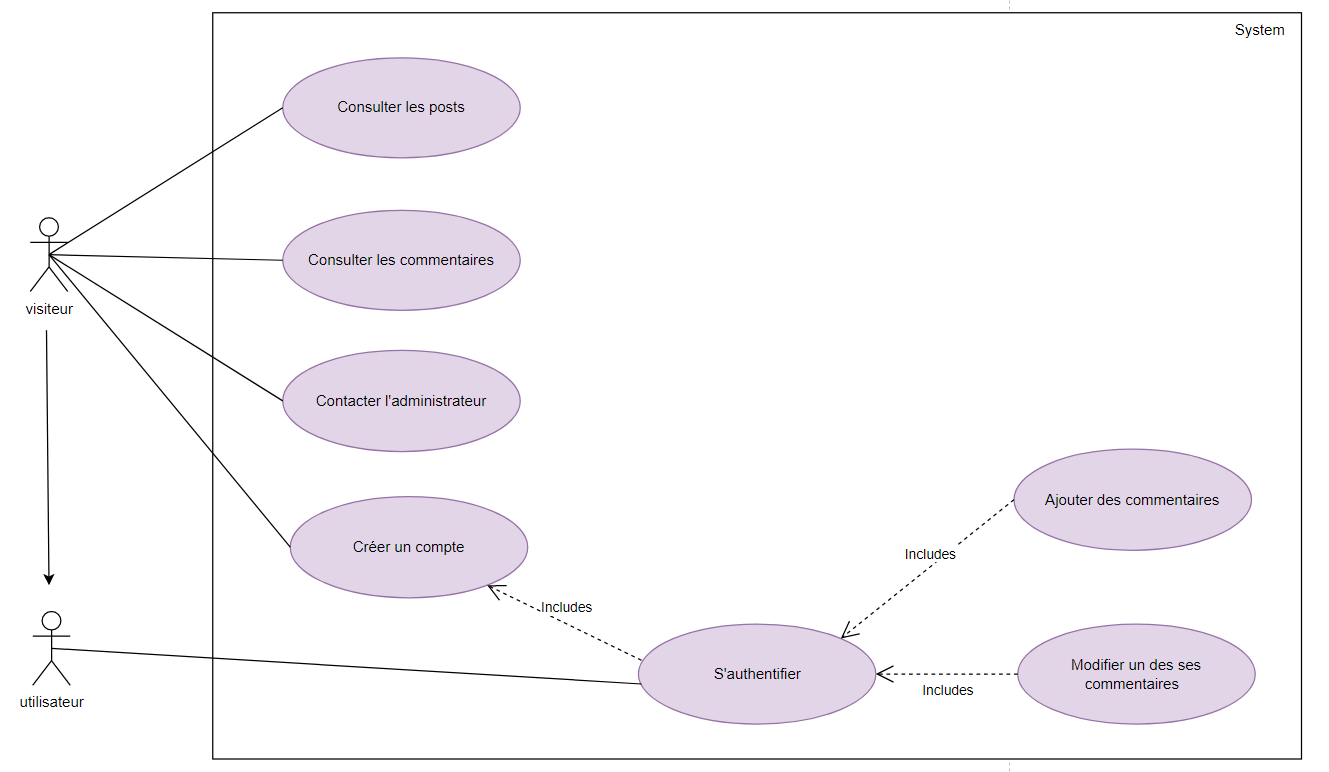 System
Consulter les posts
Consulter les commentaires
visiteur
Contacter l'administrateur
Ajouter des commentaires
Créer un compte
Includes
Includes
S'authentifier
Modifier un des ses
commentaires
Includes
utilisateur